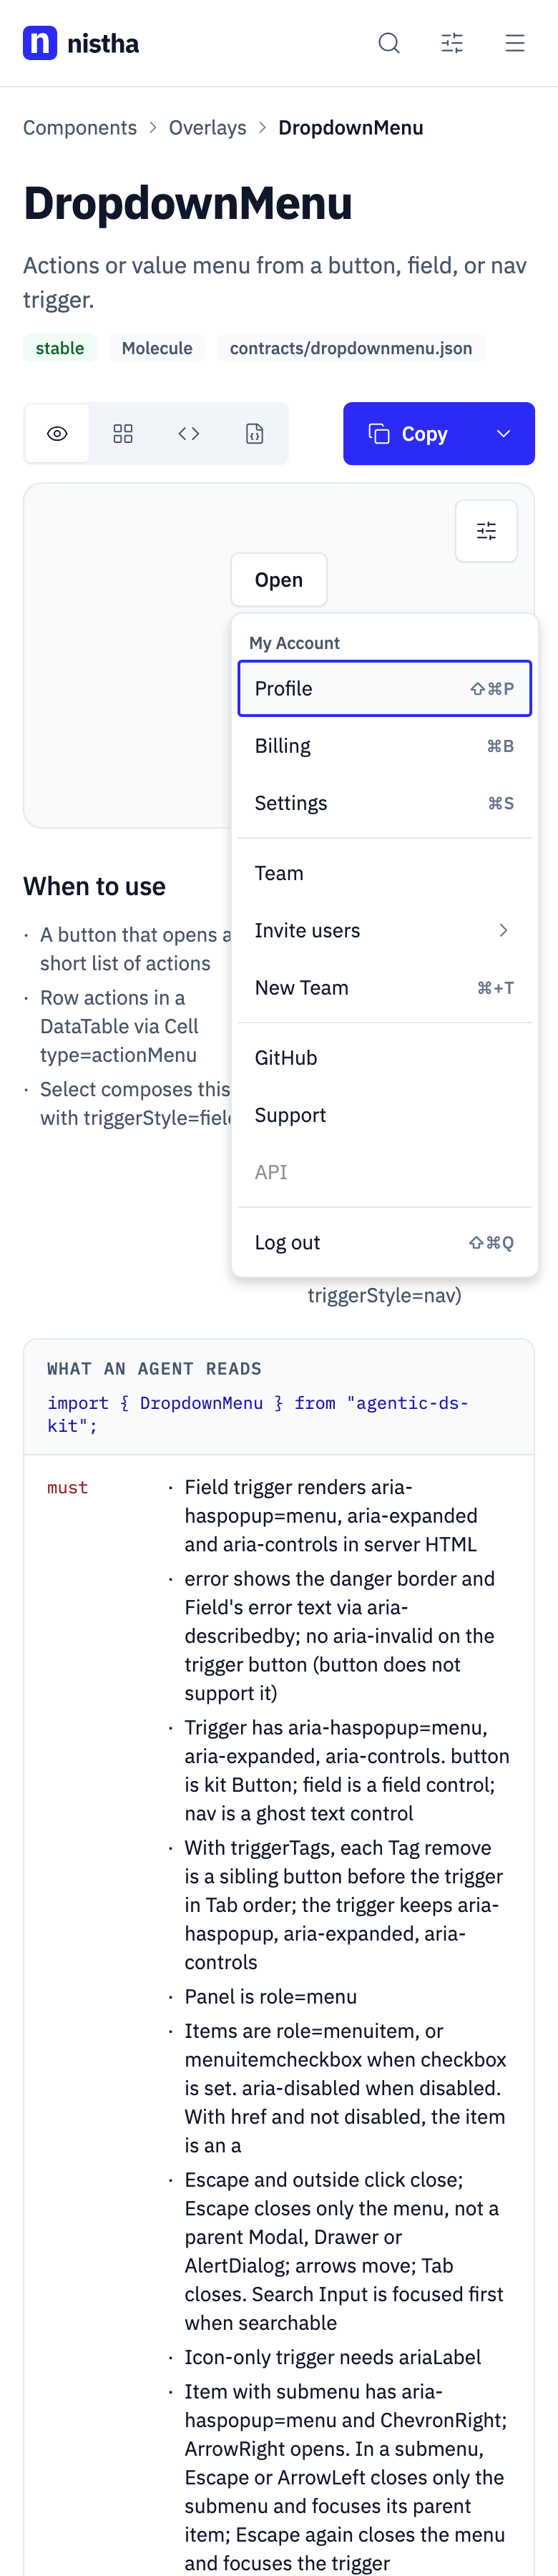 n nistha
Components > Overlays > DropdownMenu
DropdownMenu
Actions or value menu from a button, field, or nav
trigger.
stable Molecule contracts/dropdownmenu.json
Copy
Open
My Account
Profile ⇧⌘P
Billing ⌘B
Settings ⌘S
Team
Invite users
New Team ⌘+T
GitHub
Support
API
Log out ⇧⌘Q
When to use
· A button that opens a
short list of actions
· Row actions in a
DataTable via Cell
type=actionMenu
· Select composes this
with triggerStyle=fiel
triggerStyle=nav)
WHAT AN AGENT READS
import { DropdownMenu } from "agentic-ds-
kit";
must
· Field trigger renders aria-
haspopup=menu, aria-expanded
and aria-controls in server HTML
· error shows the danger border and
Field's error text via aria-
describedby; no aria-invalid on the
trigger button (button does not
support it)
· Trigger has aria-haspopup=menu,
aria-expanded, aria-controls. button
is kit Button; field is a field control;
nav is a ghost text control
· With triggerTags, each Tag remove
is a sibling button before the trigger
in Tab order; the trigger keeps aria-
haspopup, aria-expanded, aria-
controls
· Panel is role=menu
· Items are role=menuitem, or
menuitemcheckbox when checkbox
is set. aria-disabled when disabled.
With href and not disabled, the item
is an a
· Escape and outside click close;
Escape closes only the menu, not a
parent Modal, Drawer or
AlertDialog; arrows move; Tab
closes. Search Input is focused first
when searchable
· Icon-only trigger needs ariaLabel
· Item with submenu has aria-
haspopup=menu and ChevronRight;
ArrowRight opens. In a submenu,
Escape or ArrowLeft closes only the
submenu and focuses its parent
item; Escape again closes the menu
and focuses the trigger